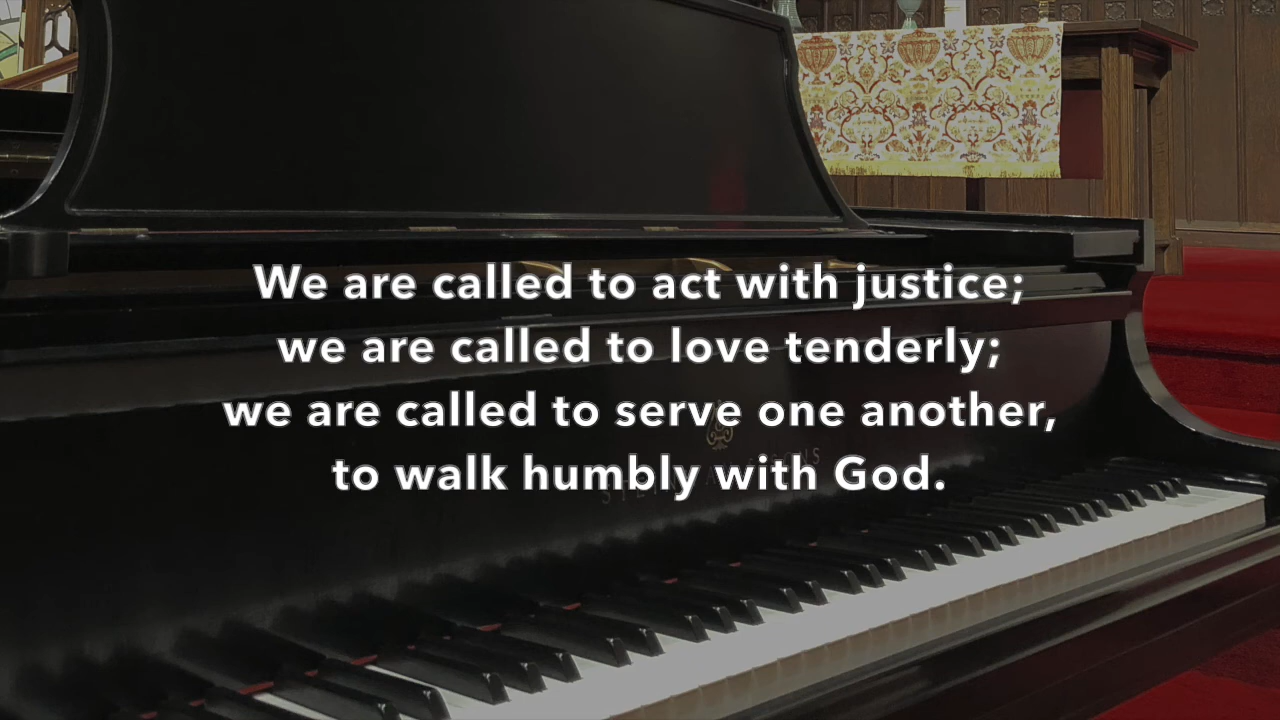 We are called to act with justice;
we are called to love tenderly;
we are called to serve one another,
to walk humbly with God.